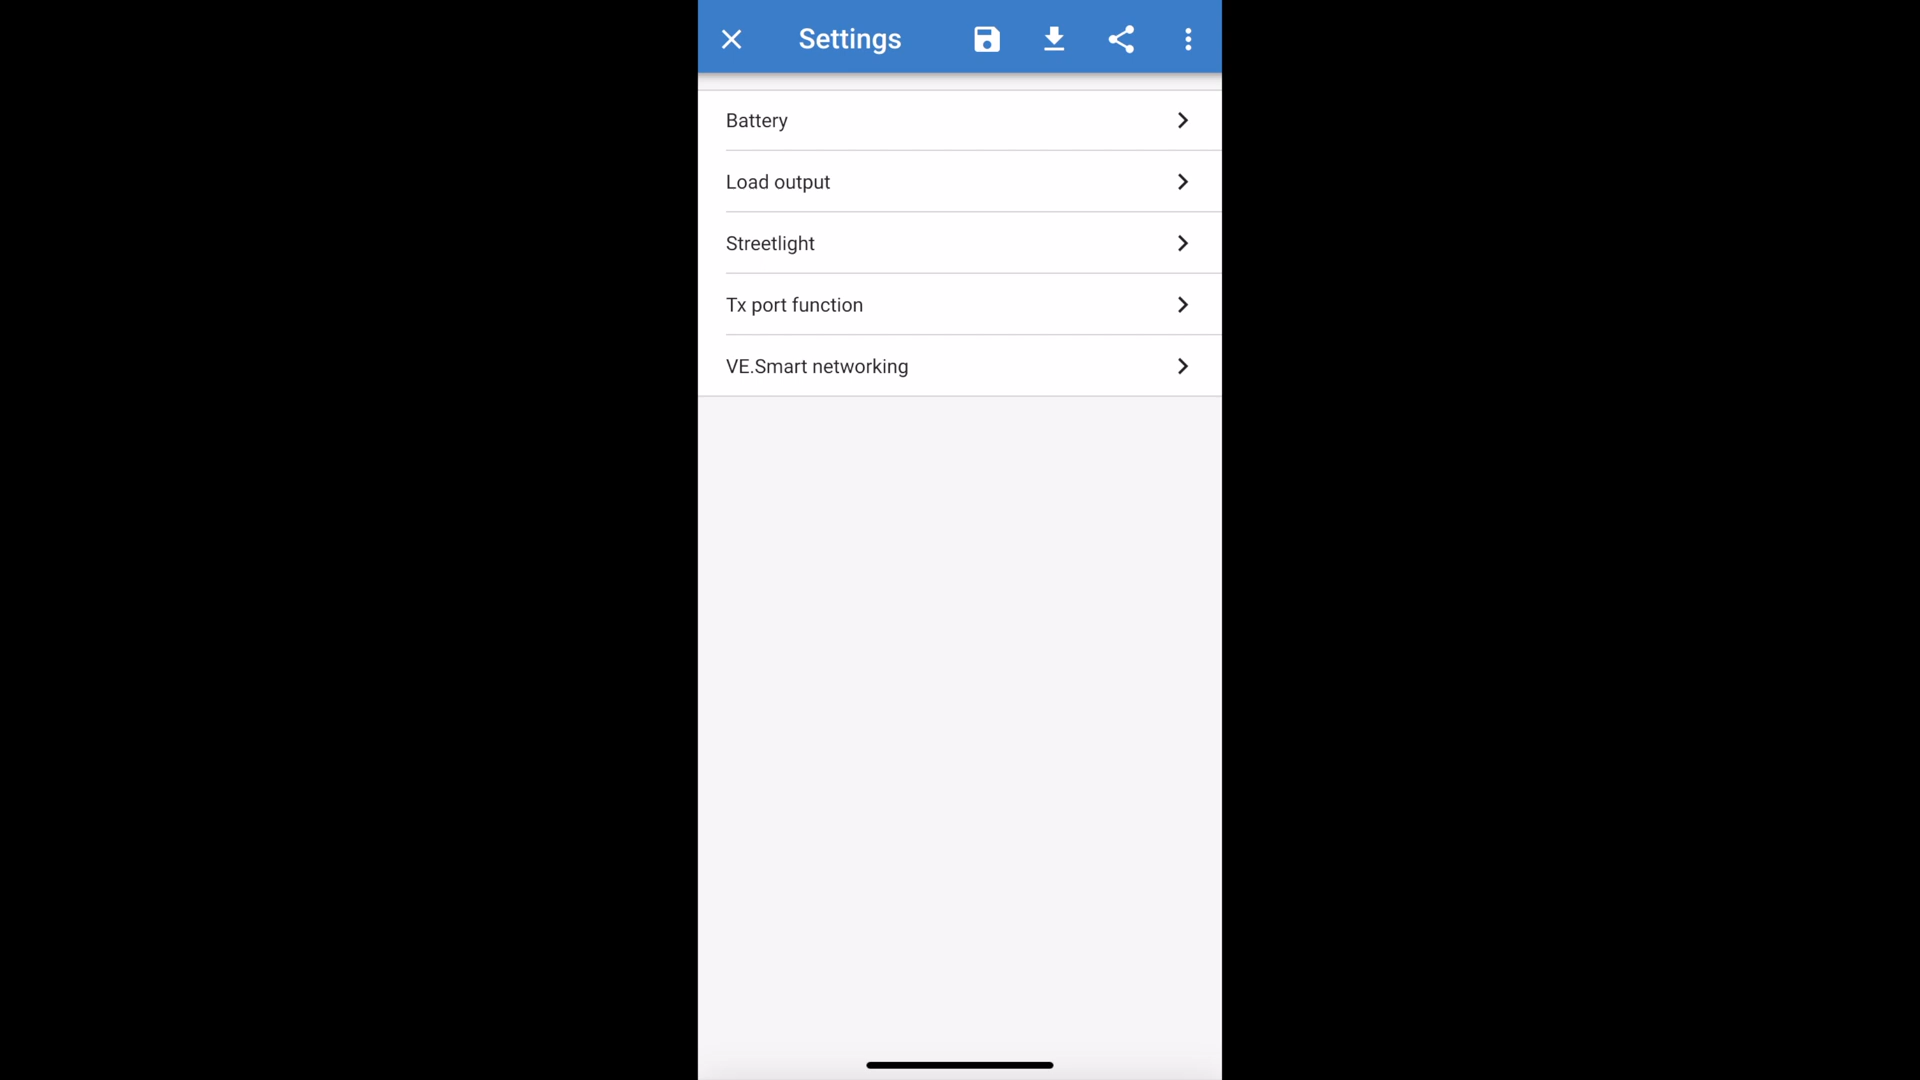 Settings
Battery
Load output
Streetlight
Tx port function
VE.Smart networking